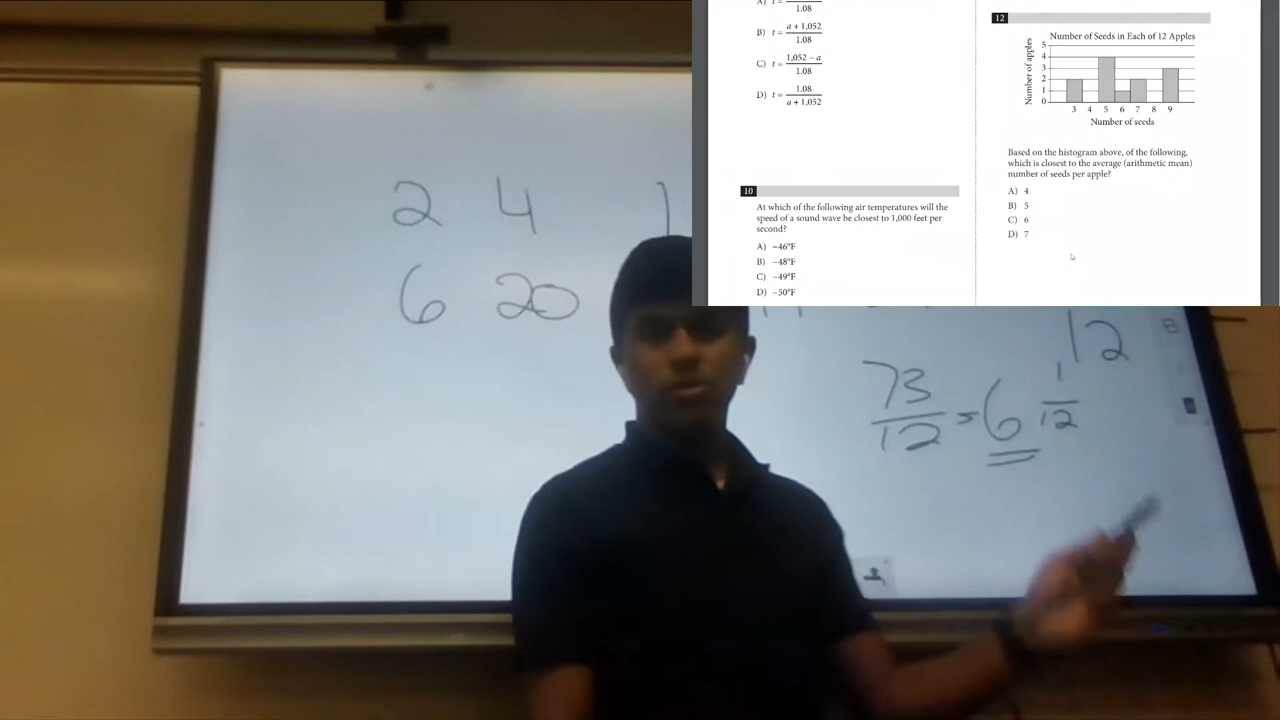 A) t = ―/1.08
B) t = a + 1,052/1.08
C) t = 1,052 − a/1.08
D) t = 1.08/a + 1,052
10
At which of the following air temperatures will the
speed of a sound wave be closest to 1,000 feet per
second?
A) −46°F
B) −48°F
C) −49°F
D) −50°F
12
Number of Seeds in Each of 12 Apples
Number of apples
5
4
3
2
1
0
3 4 5 6 7 8 9
Number of seeds
Based on the histogram above, of the following,
which is closest to the average (arithmetic mean)
number of seeds per apple?
A) 4
B) 5
C) 6
D) 7
2 4 1
6 20
12
73/12 = 6 1/12